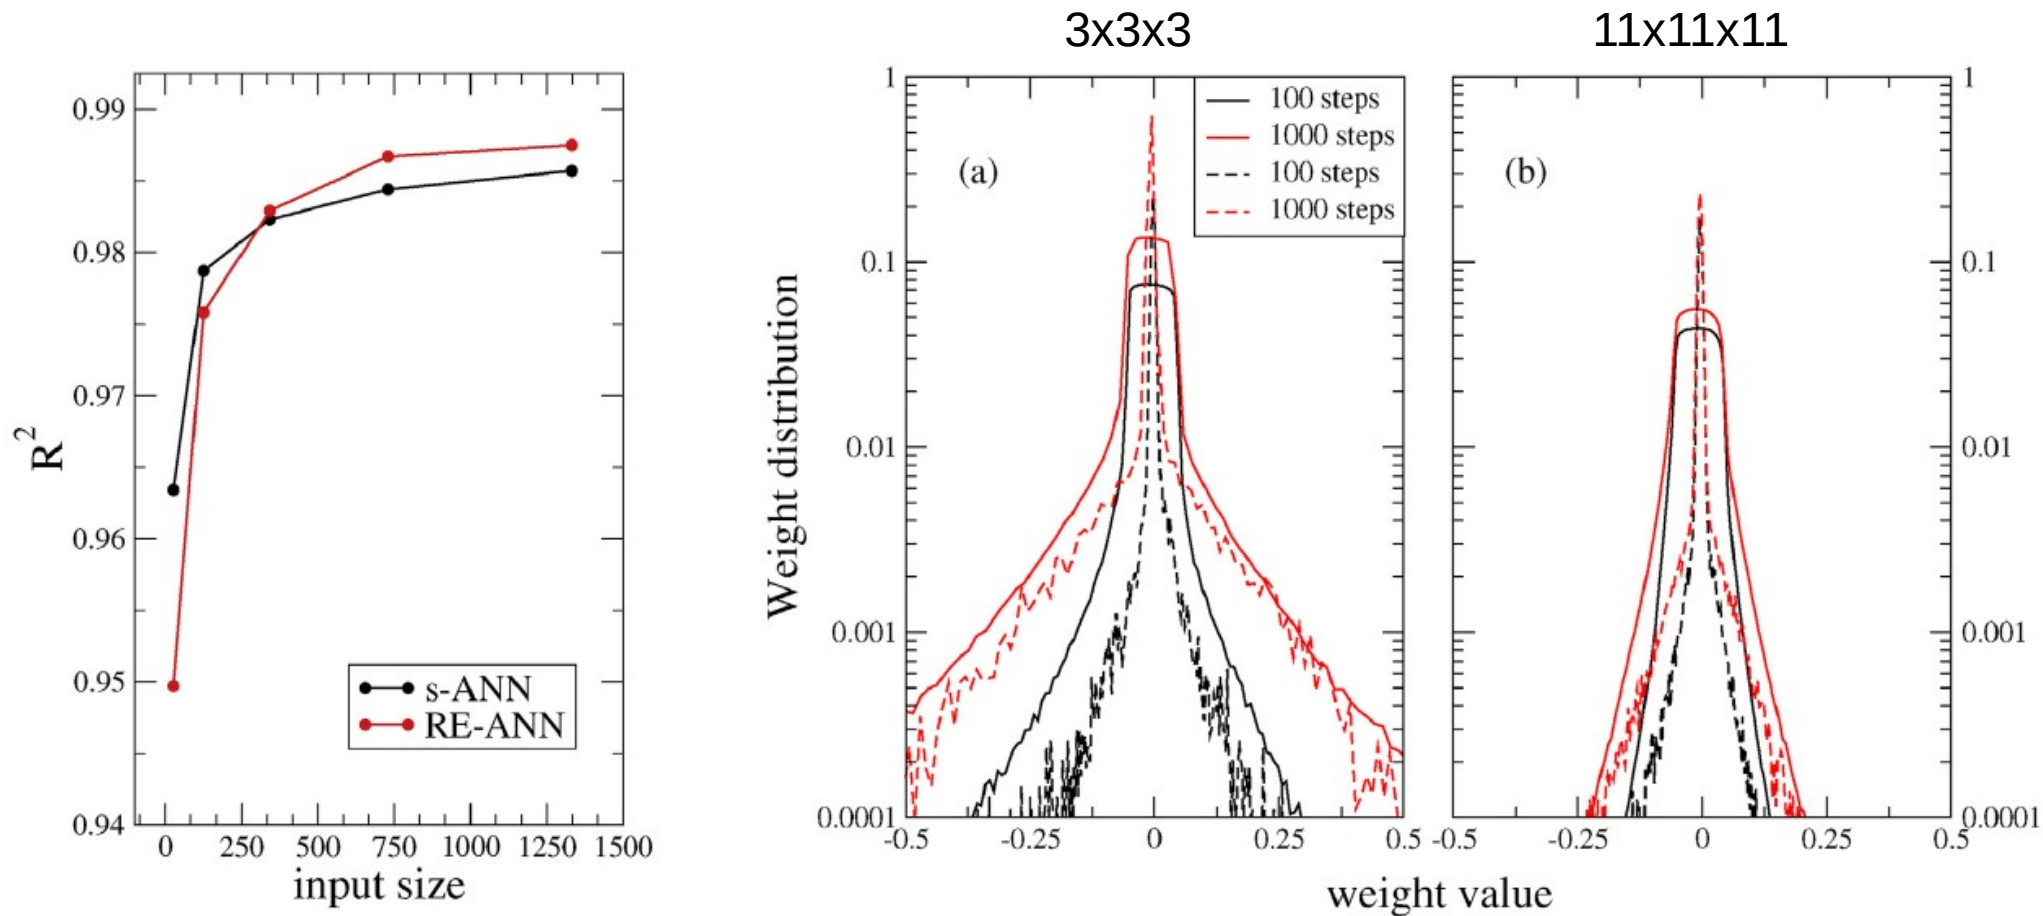 3x3x3
11x11x11
0.99
0.98
0.97
0.96
0.95
0.94
R2
0 250 500 750 1000 1250 1500
input size
s-ANN
RE-ANN
1
0.1
0.01
0.001
0.0001
Weight distribution
(a)
100 steps
1000 steps
100 steps
1000 steps
-0.5 -0.25 0 0.25 0.5
(b)
1
0.1
0.01
0.001
0.0001
-0.5 -0.25 0 0.25 0.5
weight value